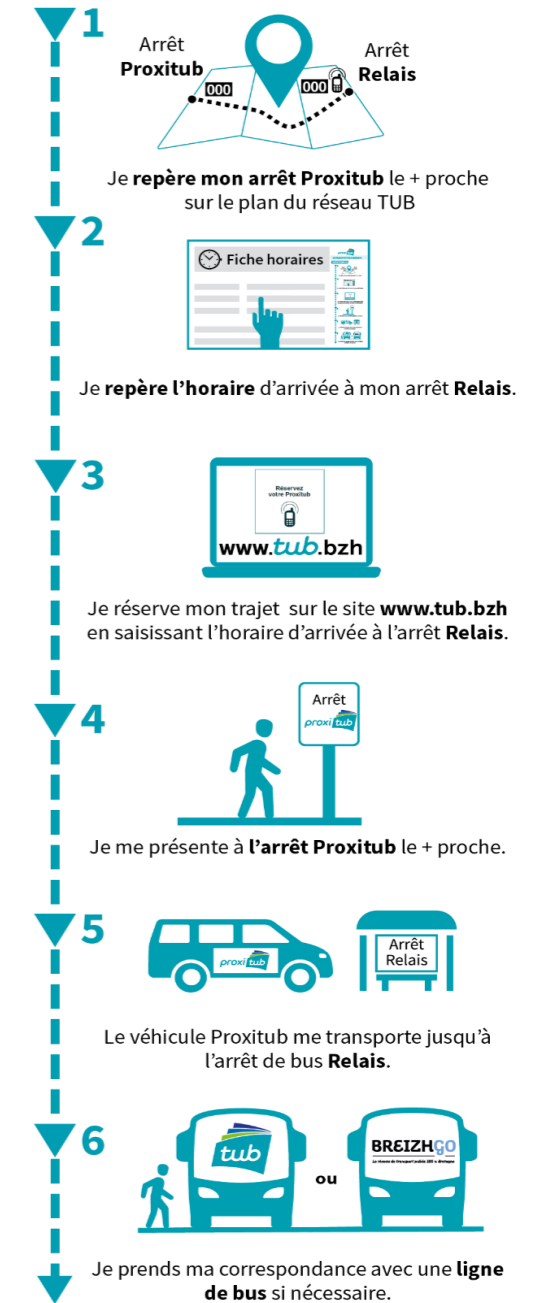 1
Arrêt
Proxitub
Arrêt
Relais
000
000
Je repère mon arrêt Proxitub le + proche
sur le plan du réseau TUB
2
Fiche horaires
Je repère l’horaire d’arrivée à mon arrêt Relais.
3
Réservez
votre Proxitub
www.tub.bzh
Je réserve mon trajet sur le site www.tub.bzh
en saisissant l’horaire d’arrivée à l’arrêt Relais.
4
Arrêt
proxitub
Je me présente à l’arrêt Proxitub le + proche.
5
proxitub
Arrêt
Relais
Le véhicule Proxitub me transporte jusqu’à
l’arrêt de bus Relais.
6
tub
ou
BREIZHGO
Je prends ma correspondance avec une ligne
de bus si nécessaire.